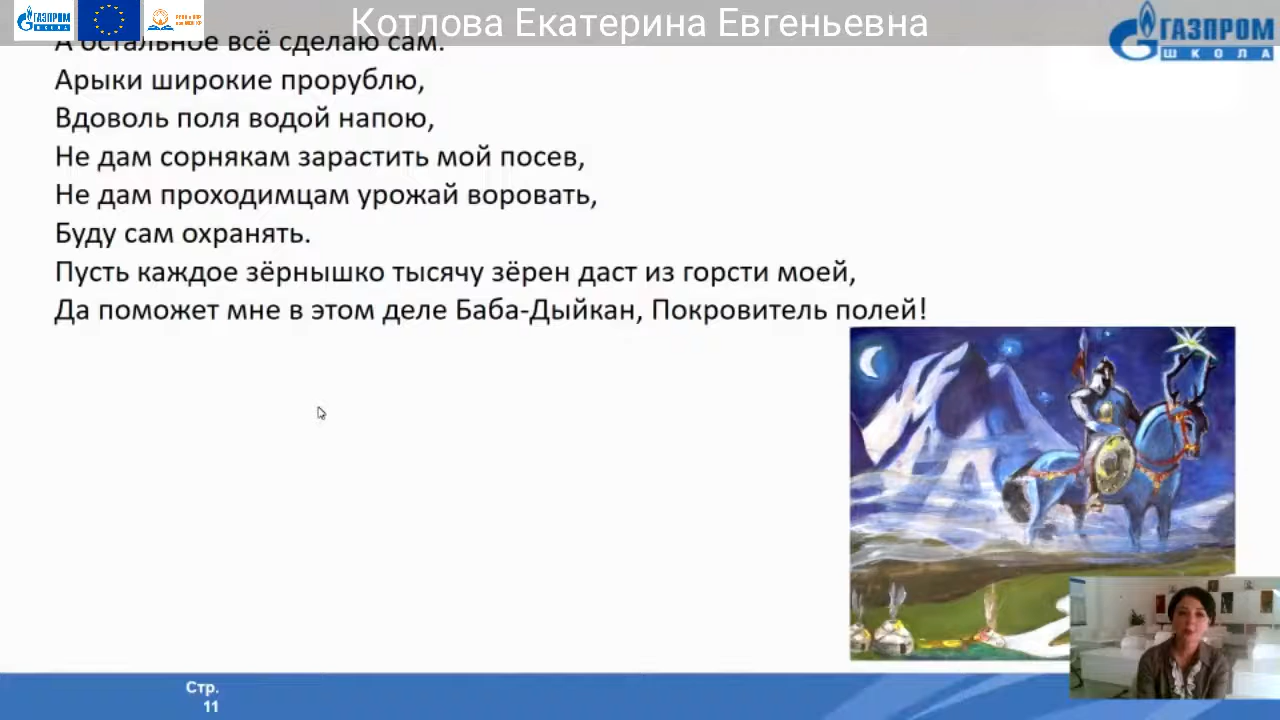 Котлова Екатерина Евгеньевна
ГАЗПРОМ
ШКОЛА
А остальное всё сделаю сам.
Арыки широкие прорублю,
Вдоволь поля водой напою,
Не дам сорнякам зарастить мой посев,
Не дам проходимцам урожай воровать,
Буду сам охранять.
Пусть каждое зёрнышко тысячу зёрен даст из горсти моей,
Да поможет мне в этом деле Баба-Дыйкан, Покровитель полей!
Стр.
11